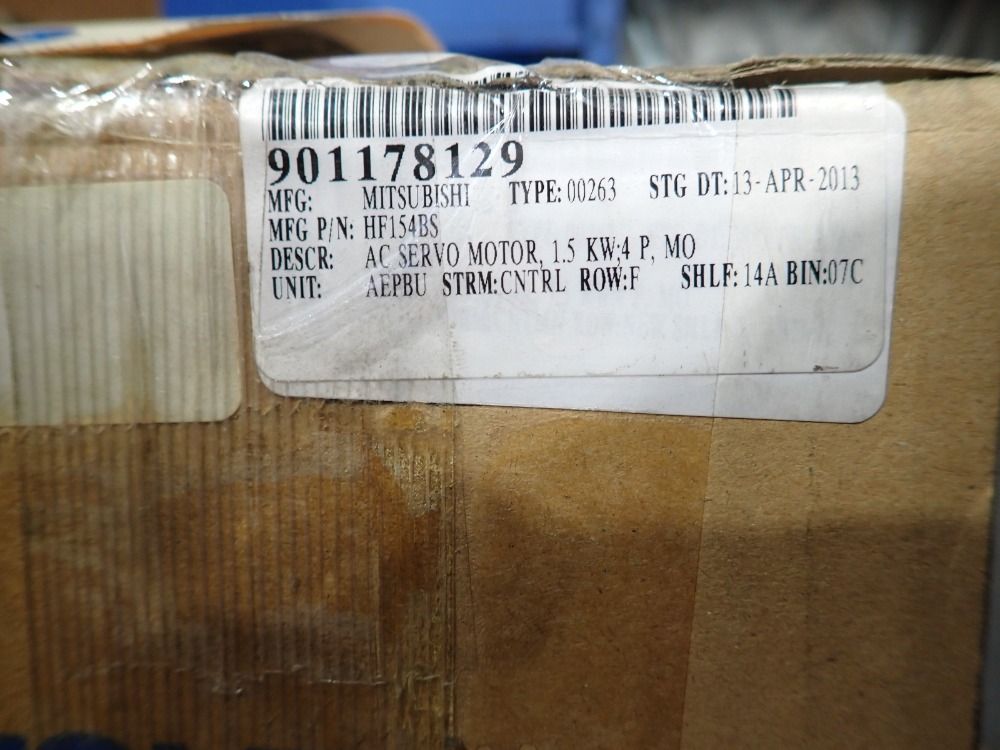 901178129
MFG: MITSUBISHI TYPE: 00263 STG DT: 13-APR-2013
MFG P/N: HF154BS
DESCR: AC SERVO MOTOR, 1.5 KW;4 P, MO
UNIT: AEPBU STRM:CNTRL ROW:F SHLF: 14A BIN:07C